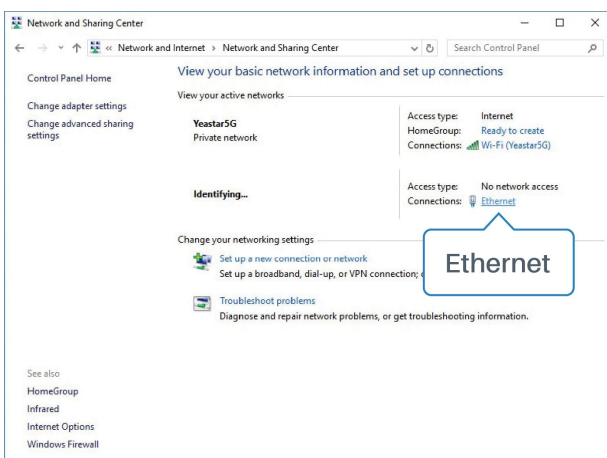 Network and Sharing Center
« Network and Internet › Network and Sharing Center
Search Control Panel
Control Panel Home
Change adapter settings
Change advanced sharing
settings
View your basic network information and set up connections
View your active networks
Yeastar5G
Private network
Access type: Internet
HomeGroup: Ready to create
Connections: Wi-Fi (Yeastar5G)
Identifying...
Access type: No network access
Connections: Ethernet
Ethernet
Change your networking settings
Set up a new connection or network
Set up a broadband, dial-up, or VPN connection;
Troubleshoot problems
Diagnose and repair network problems, or get troubleshooting information.
See also
HomeGroup
Infrared
Internet Options
Windows Firewall